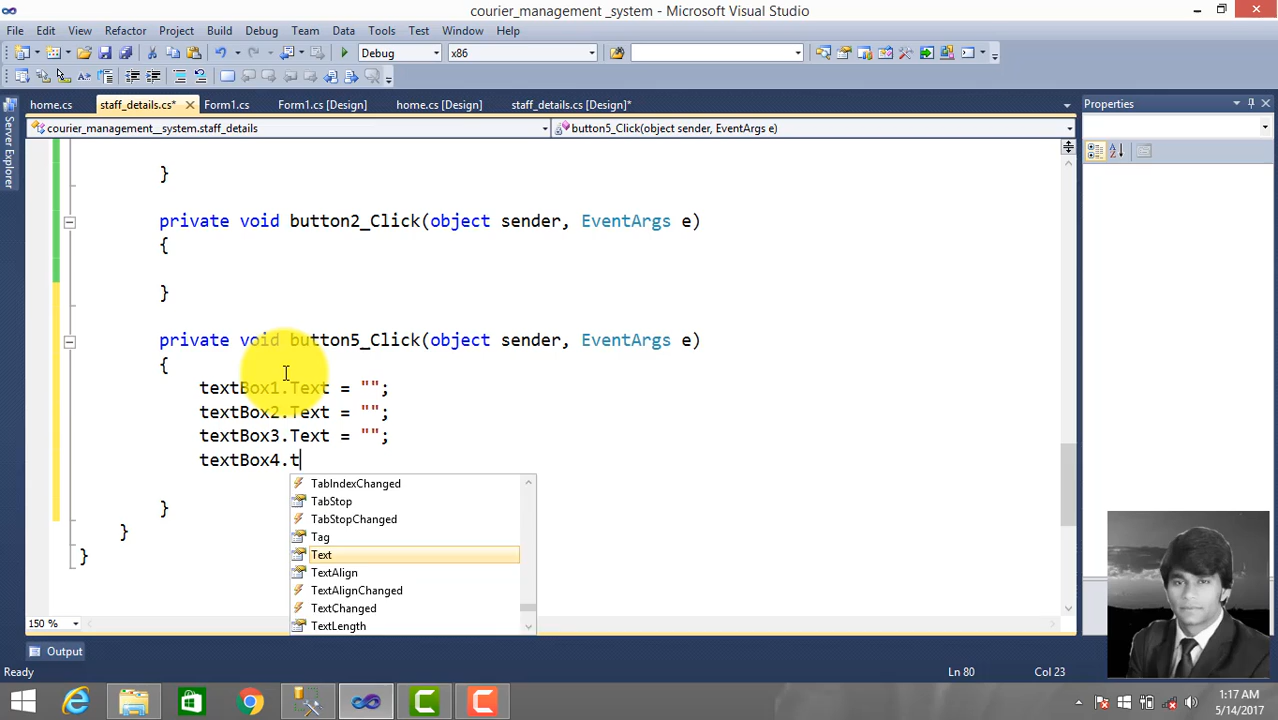 courier_management _system - Microsoft Visual Studio
File Edit View Refactor Project Build Debug Team Data Tools Test Window Help
Debug x86
home.cs staff_details.cs* Form1.cs Form1.cs [Design] home.cs [Design] staff_details.cs [Design]* Properties
courier_management__system.staff_details button5_Click(object sender, EventArgs e)
Server Explorer
}
private void button2_Click(object sender, EventArgs e)
{
}
private void button5_Click(object sender, EventArgs e)
{
textBox1.Text = "";
textBox2.Text = "";
textBox3.Text = "";
textBox4.t
TabIndexChanged
TabStop
TabStopChanged
Tag
Text
TextAlign
TextAlignChanged
TextChanged
TextLength
}
}
}
150 %
Output
Ready Ln 80 Col 23
1:17 AM
5/14/2017